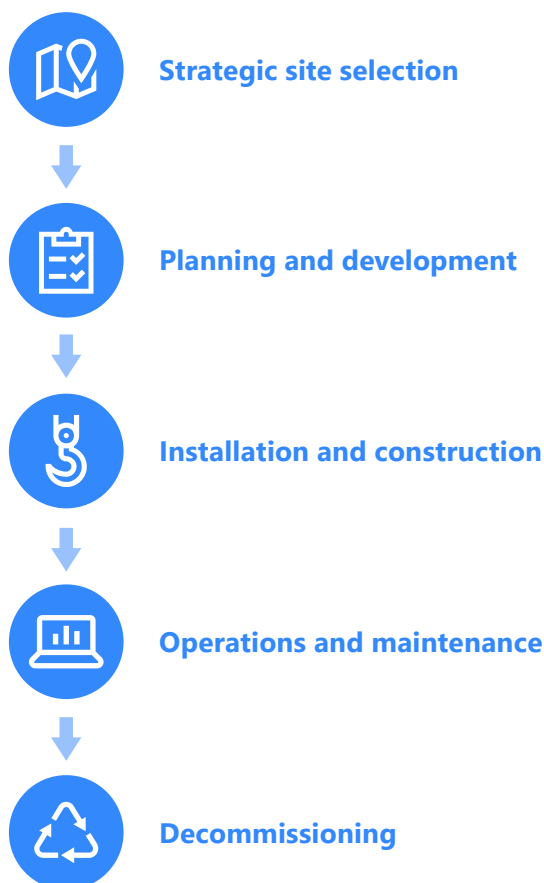 Strategic site selection
Planning and development
Installation and construction
Operations and maintenance
Decommissioning